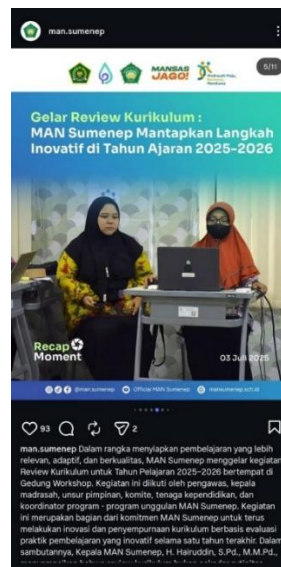 man.sumenep
MANSAS
JAGO!
5/11
Gelar Review Kurikulum :
MAN Sumenep Mantapkan Langkah
Inovatif di Tahun Ajaran 2025-2026
Recap
Moment
03 Juli 2025
@man.sumenep Official MAN Sumenep mansumenep.sch.id
93 2
man.sumenep Dalam rangka menyiapkan pembelajaran yang lebih
relevan, adaptif, dan berkualitas, MAN Sumenep menggelar kegiatan
Review Kurikulum untuk Tahun Pelajaran 2025-2026 bertempat di
Gedung Workshop. Kegiatan ini diikuti oleh pengawas, kepala
madrasah, unsur pimpinan, komite, tenaga kependidikan, dan
koordinator program - program unggulan MAN Sumenep. Kegiatan
ini merupakan bagian dari komitmen MAN Sumenep untuk terus
melakukan inovasi dan penyempurnaan kurikulum berbasis evaluasi
praktik pembelajaran yang inovatif selama satu tahun terakhir. Dalam
sambutannya, Kepala MAN Sumenep, H. Hairuddin, S.Pd., M.M.Pd.,